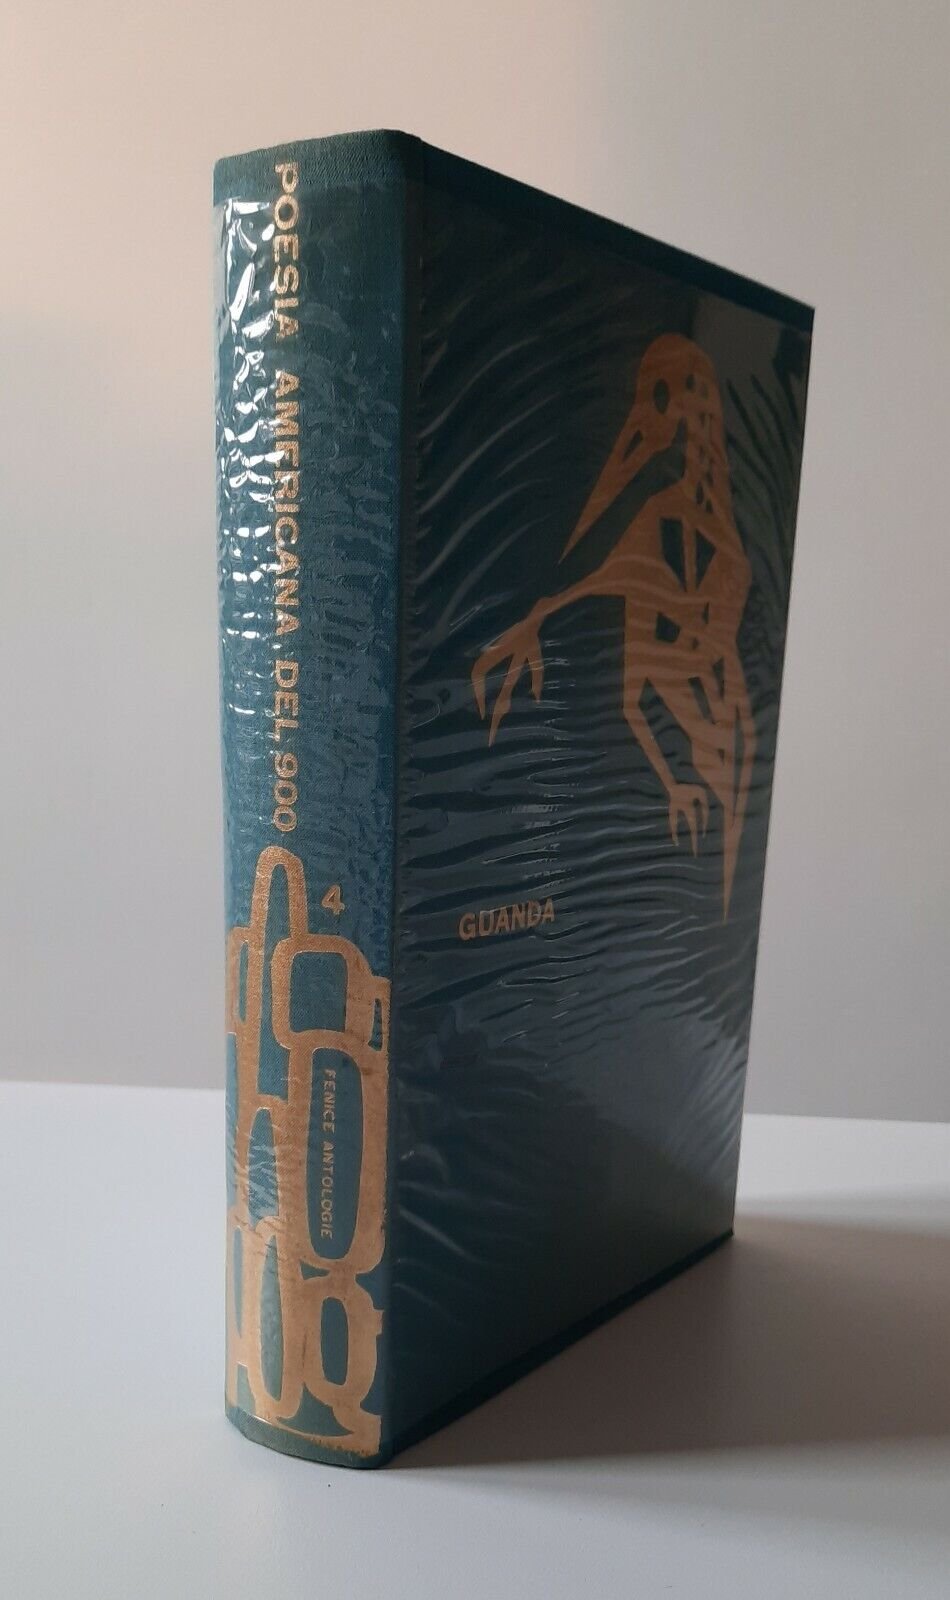 POESIA AMERICANA DEL 900
4
FENICE ANTOLOGIE
GUANDA